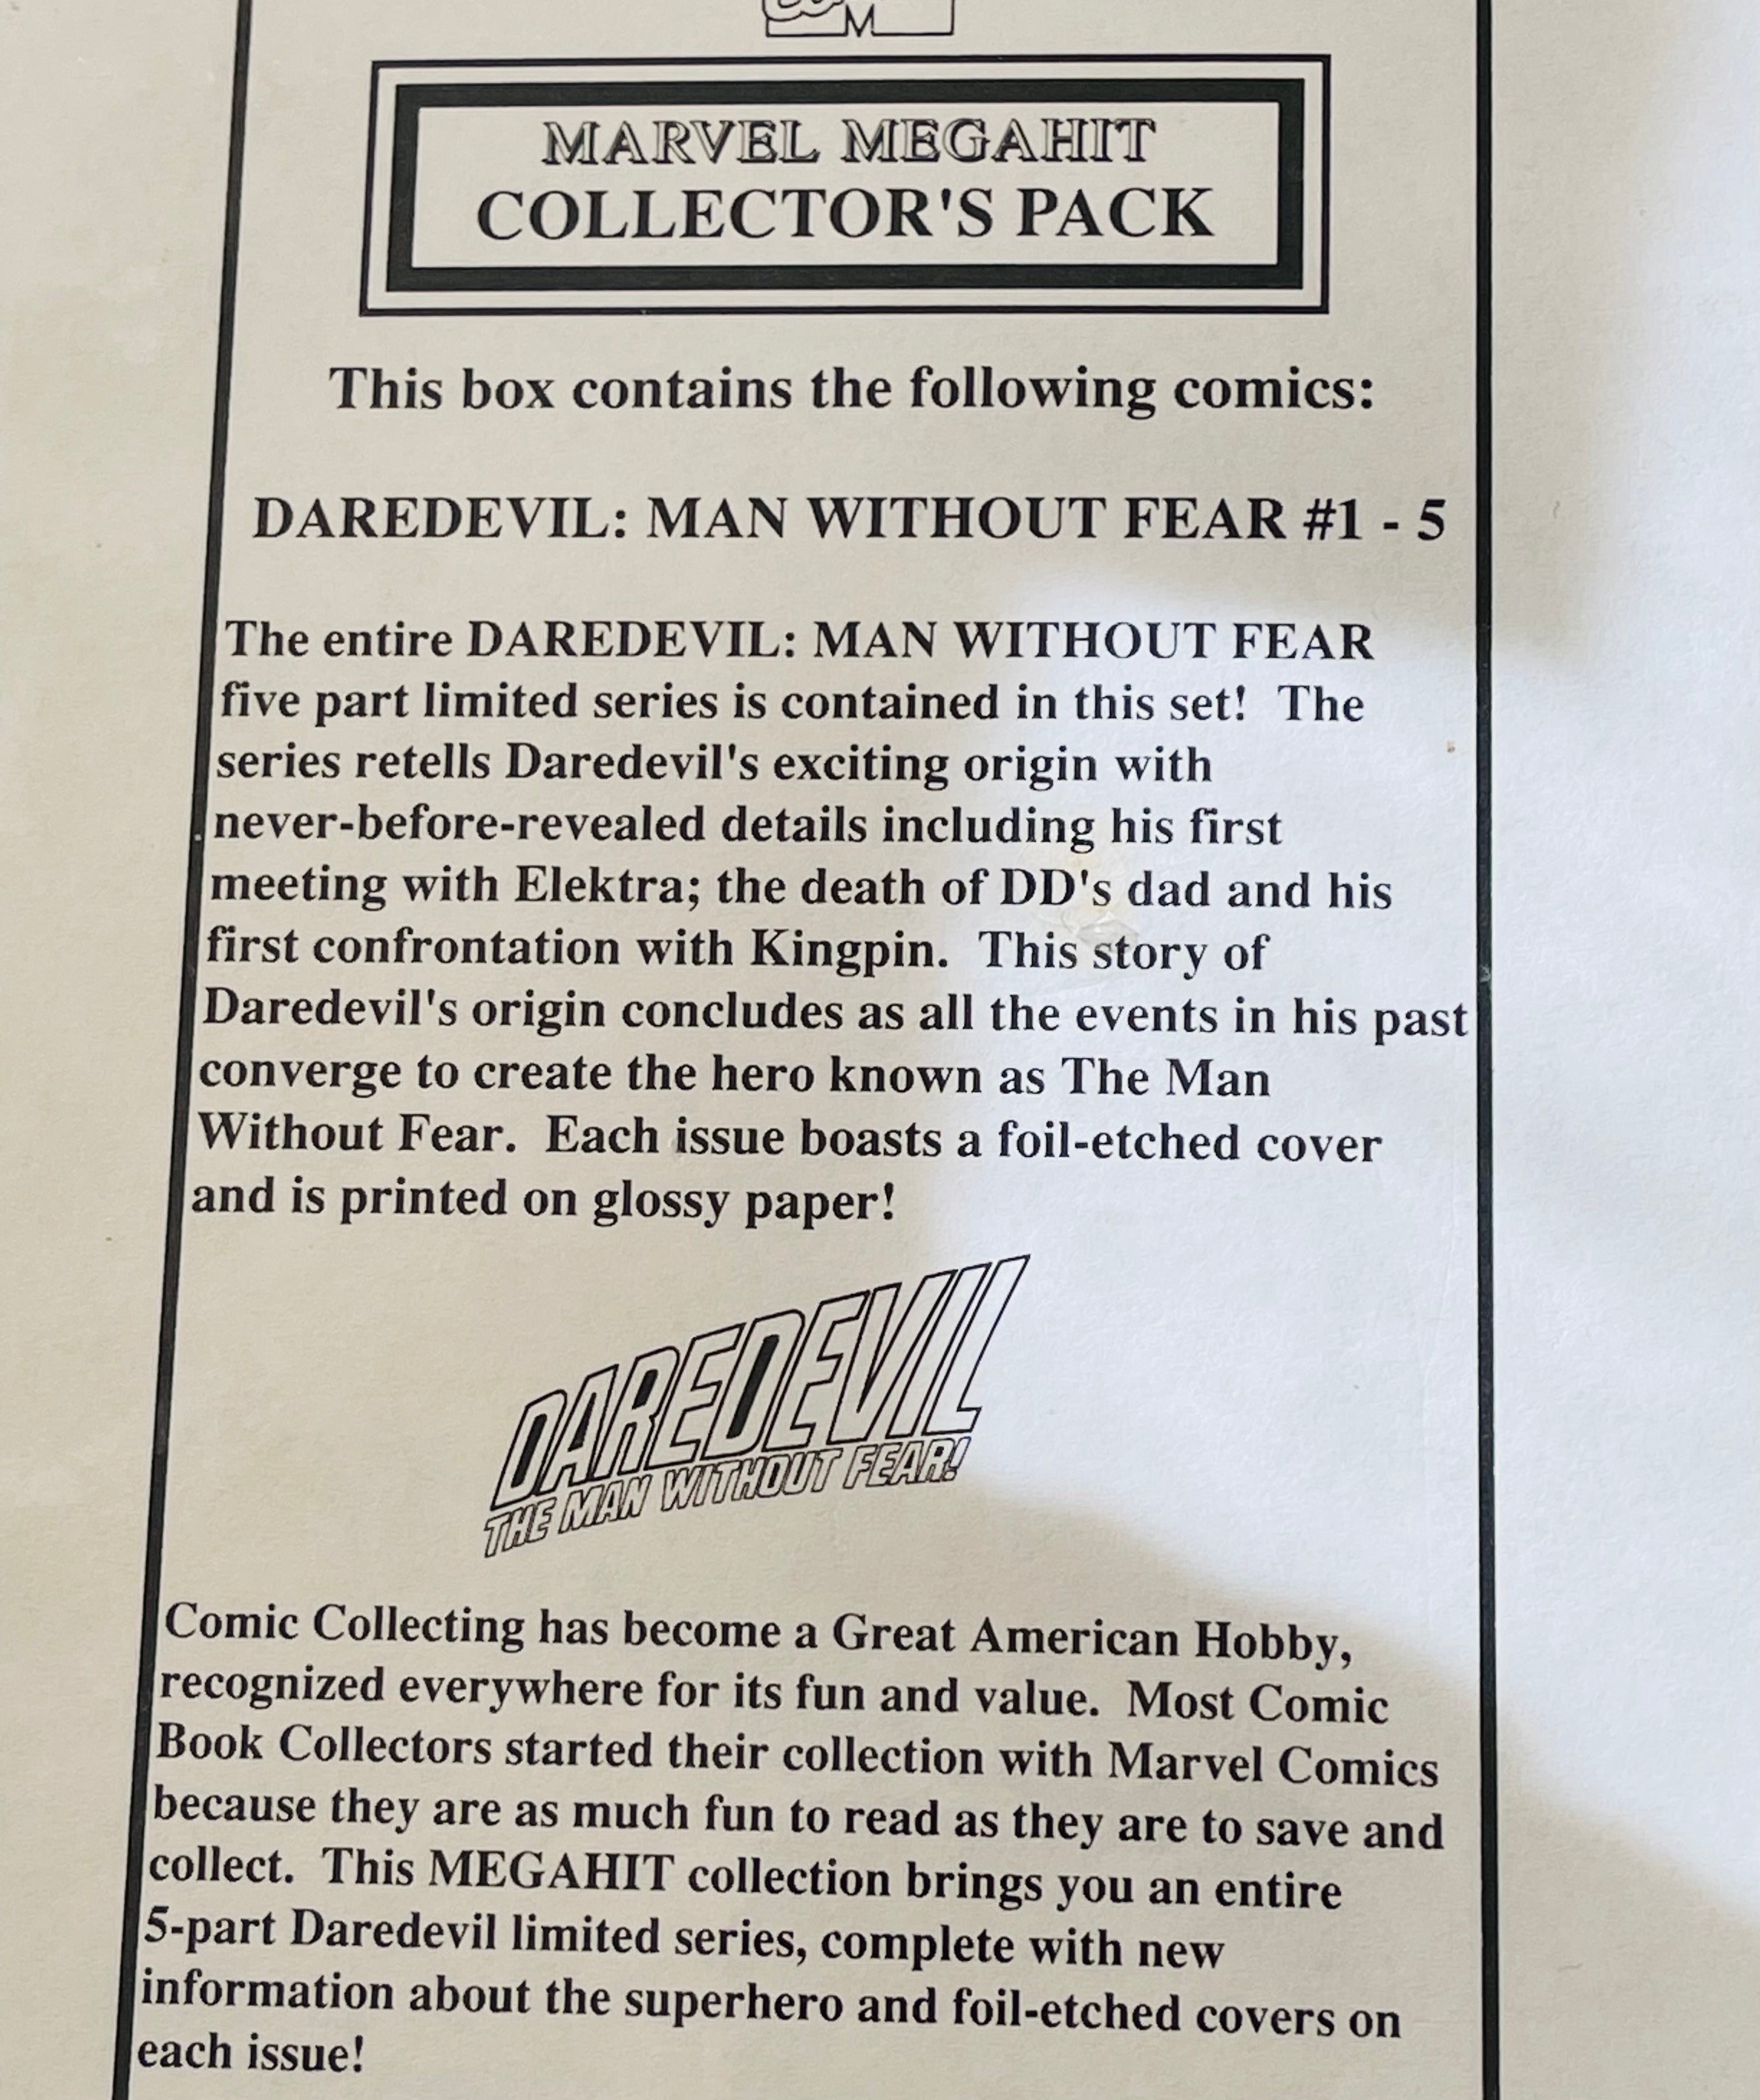 M
MARVEL MEGAHIT
COLLECTOR'S PACK
This box contains the following comics:
DAREDEVIL: MAN WITHOUT FEAR #1 - 5
The entire DAREDEVIL: MAN WITHOUT FEAR
five part limited series is contained in this set!  The
series retells Daredevil's exciting origin with
never-before-revealed details including his first
meeting with Elektra; the death of DD's dad and his
first confrontation with Kingpin.  This story of
Daredevil's origin concludes as all the events in his past
converge to create the hero known as The Man
Without Fear.  Each issue boasts a foil-etched cover
and is printed on glossy paper!
DAREDEVIL
THE MAN WITHOUT FEAR!
Comic Collecting has become a Great American Hobby,
recognized everywhere for its fun and value.  Most Comic
Book Collectors started their collection with Marvel Comics
because they are as much fun to read as they are to save and
collect.  This MEGAHIT collection brings you an entire
5-part Daredevil limited series, complete with new
information about the superhero and foil-etched covers on
each issue!